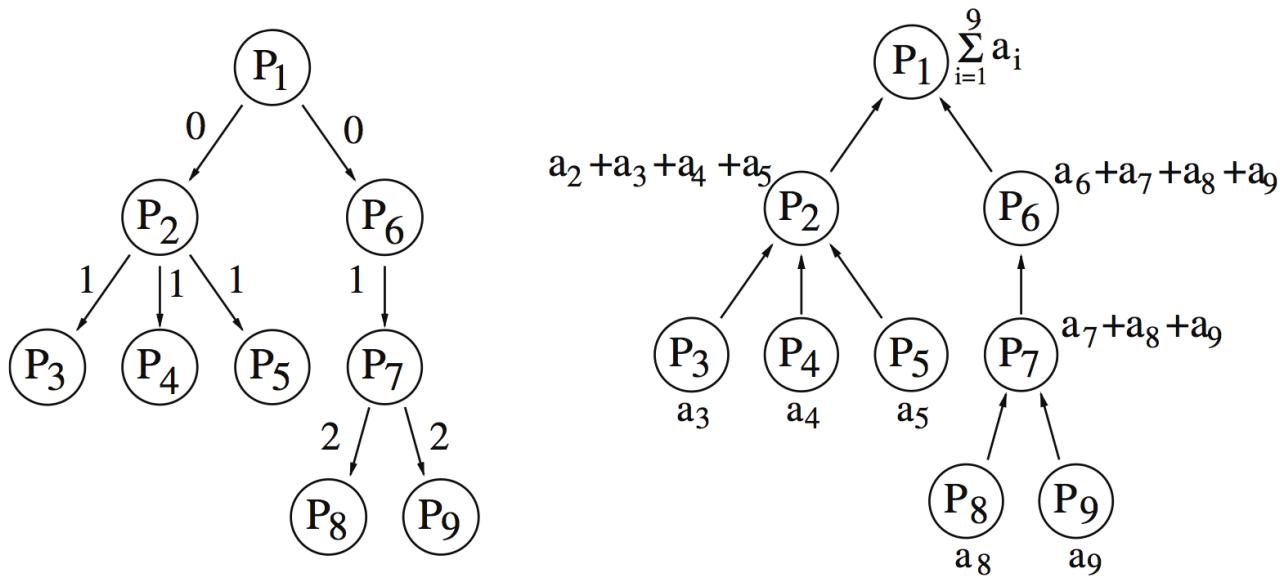 P₁
0 0
P₂ P₆
1 1 1 1
P₃ P₄ P₅ P₇
2 2
P₈ P₉
P₁ 9 Σ i=1 aᵢ
a₂+a₃+a₄+a₅ P₂ P₆ a₆+a₇+a₈+a₉
P₃ P₄ P₅ P₇ a₇+a₈+a₉
a₃ a₄ a₅
P₈ P₉
a₈ a₉